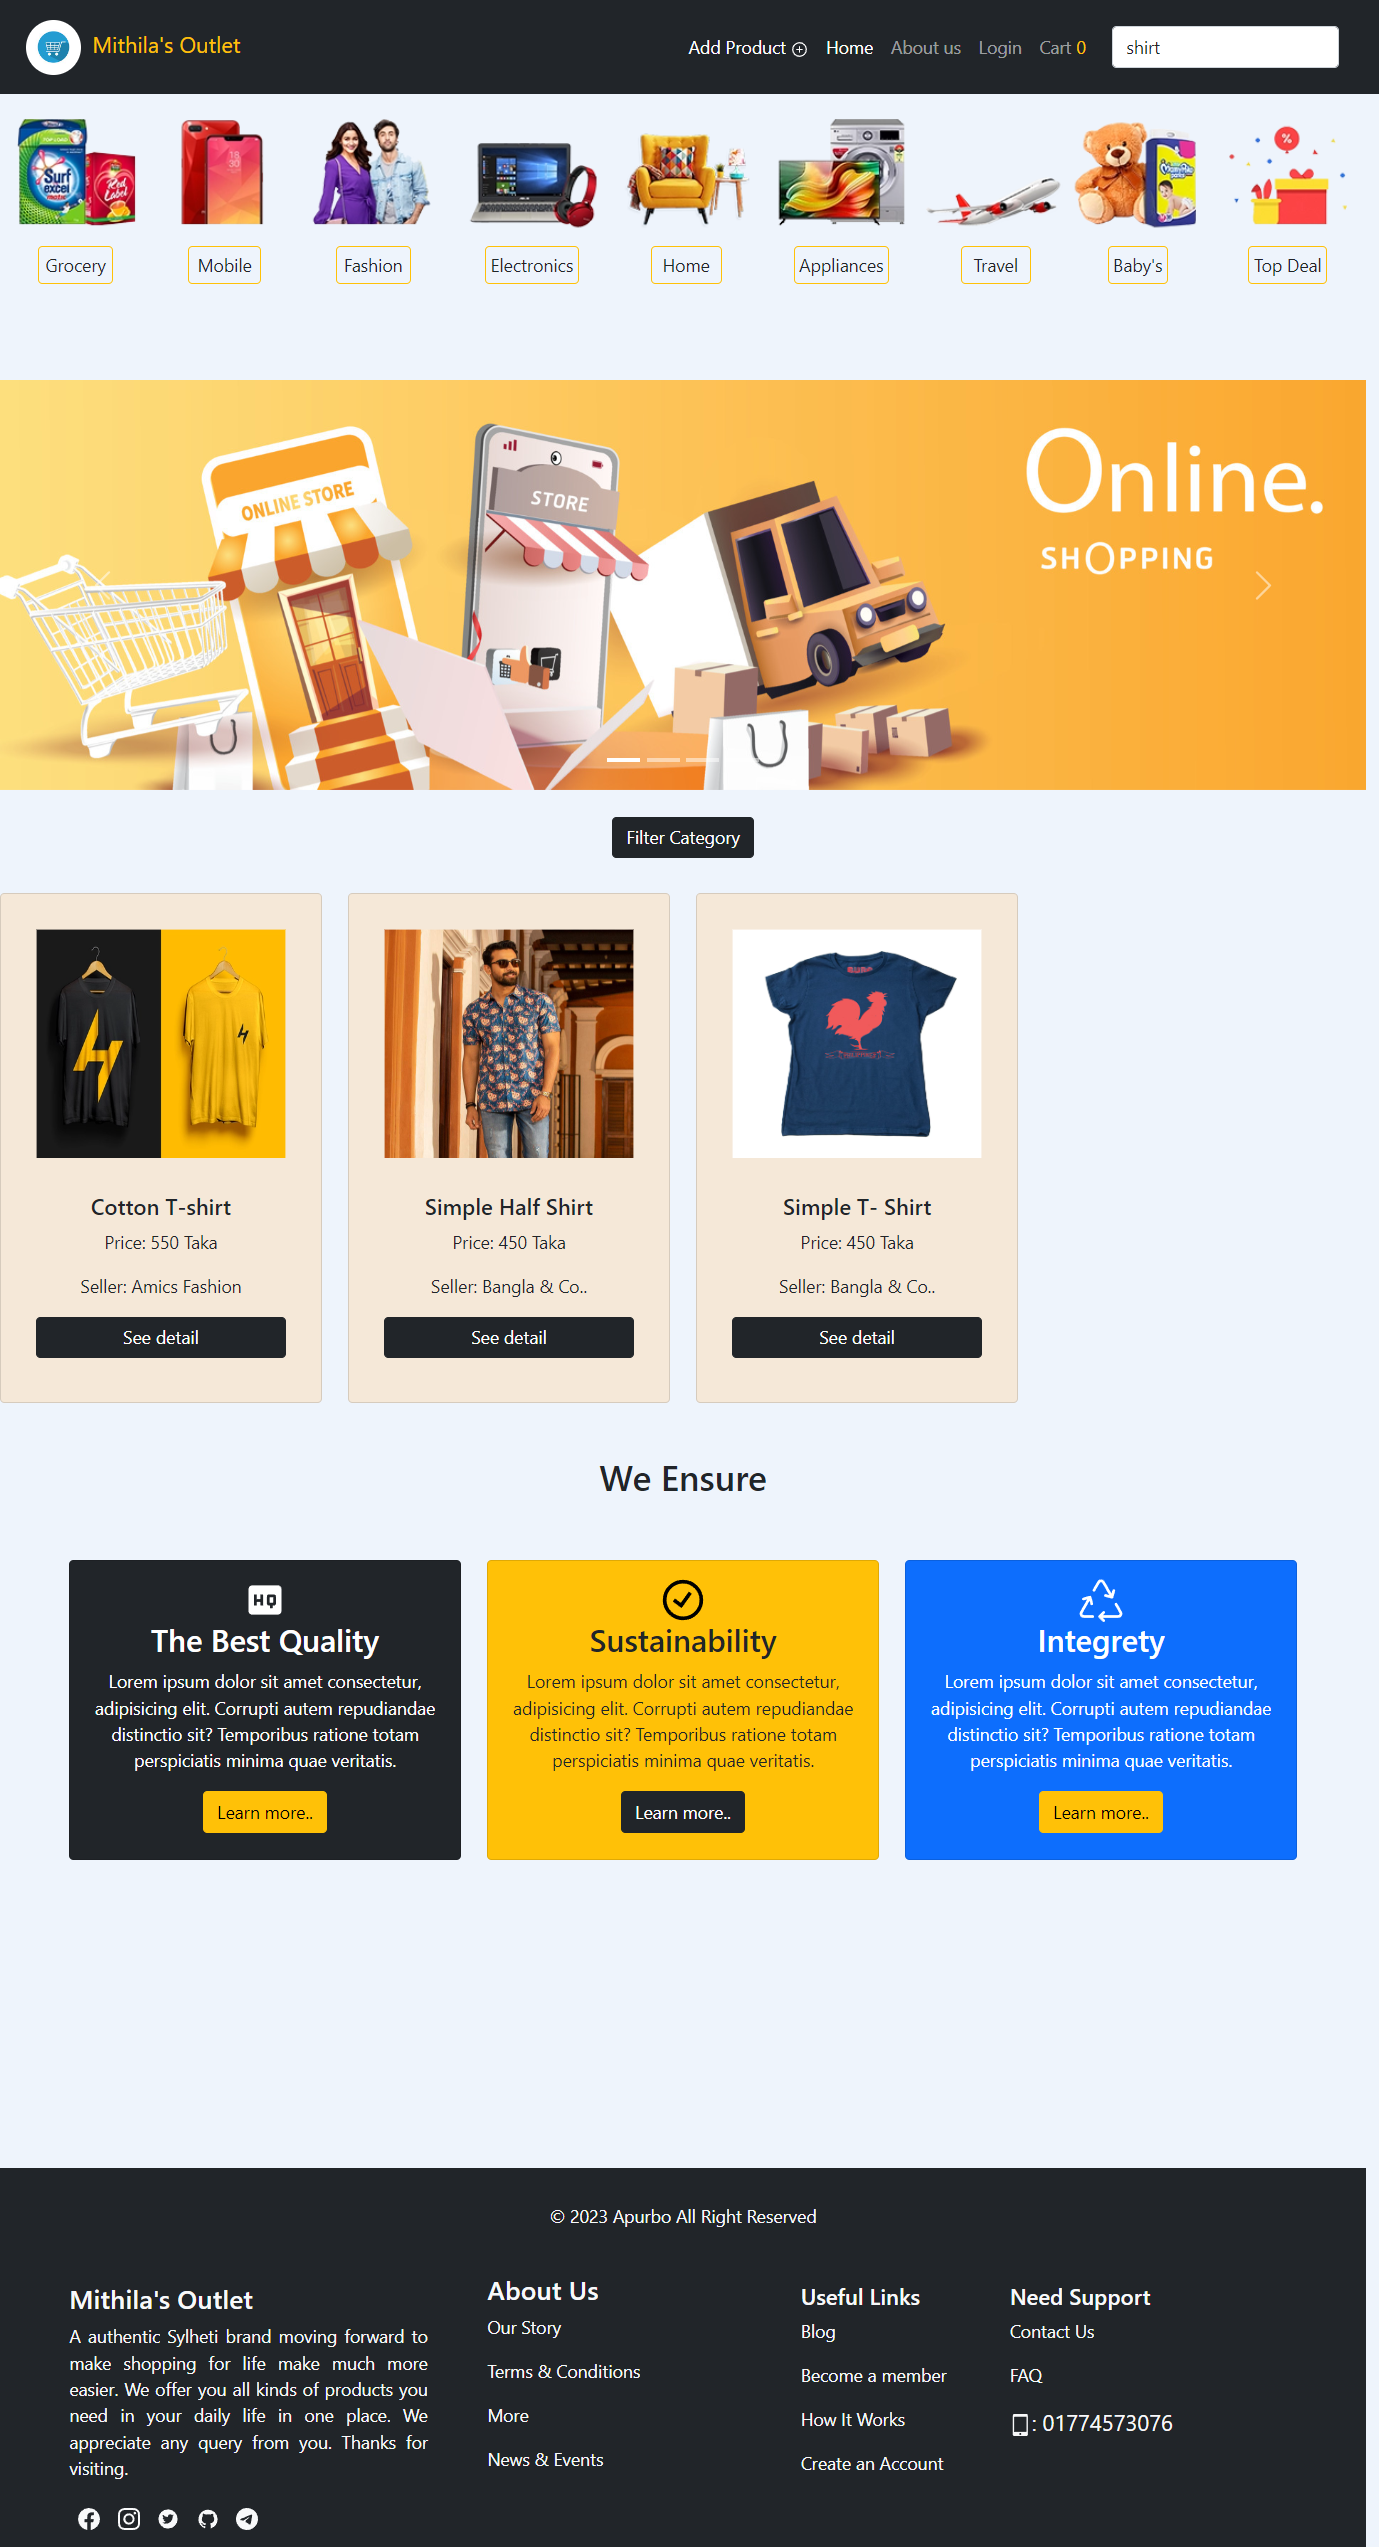 Mithila's Outlet
Add Product Home About us Login Cart 0 shirt
Surf excel matic
Red Label
18 30
MamyPoko pants
%
Grocery Mobile Fashion Electronics Home Appliances Travel Baby's Top Deal
ONLINE STORE
STORE
Online.
SHOPPING
Filter Category
PHILIPPINES
Cotton T-shirt
Price: 550 Taka
Seller: Amics Fashion
See detail
Simple Half Shirt
Price: 450 Taka
Seller: Bangla & Co..
See detail
Simple T- Shirt
Price: 450 Taka
Seller: Bangla & Co..
See detail
We Ensure
HQ
The Best Quality
Lorem ipsum dolor sit amet consectetur,
adipisicing elit. Corrupti autem repudiandae
distinctio sit? Temporibus ratione totam
perspiciatis minima quae veritatis.
Learn more..
Sustainability
Lorem ipsum dolor sit amet consectetur,
adipisicing elit. Corrupti autem repudiandae
distinctio sit? Temporibus ratione totam
perspiciatis minima quae veritatis.
Learn more..
Integrety
Lorem ipsum dolor sit amet consectetur,
adipisicing elit. Corrupti autem repudiandae
distinctio sit? Temporibus ratione totam
perspiciatis minima quae veritatis.
Learn more..
© 2023 Apurbo All Right Reserved
Mithila's Outlet
A authentic Sylheti brand moving forward to
make shopping for life make much more
easier. We offer you all kinds of products you
need in your daily life in one place. We
appreciate any query from you. Thanks for
visiting.
About Us
Our Story
Terms & Conditions
More
News & Events
Useful Links
Blog
Become a member
How It Works
Create an Account
Need Support
Contact Us
FAQ
: 01774573076